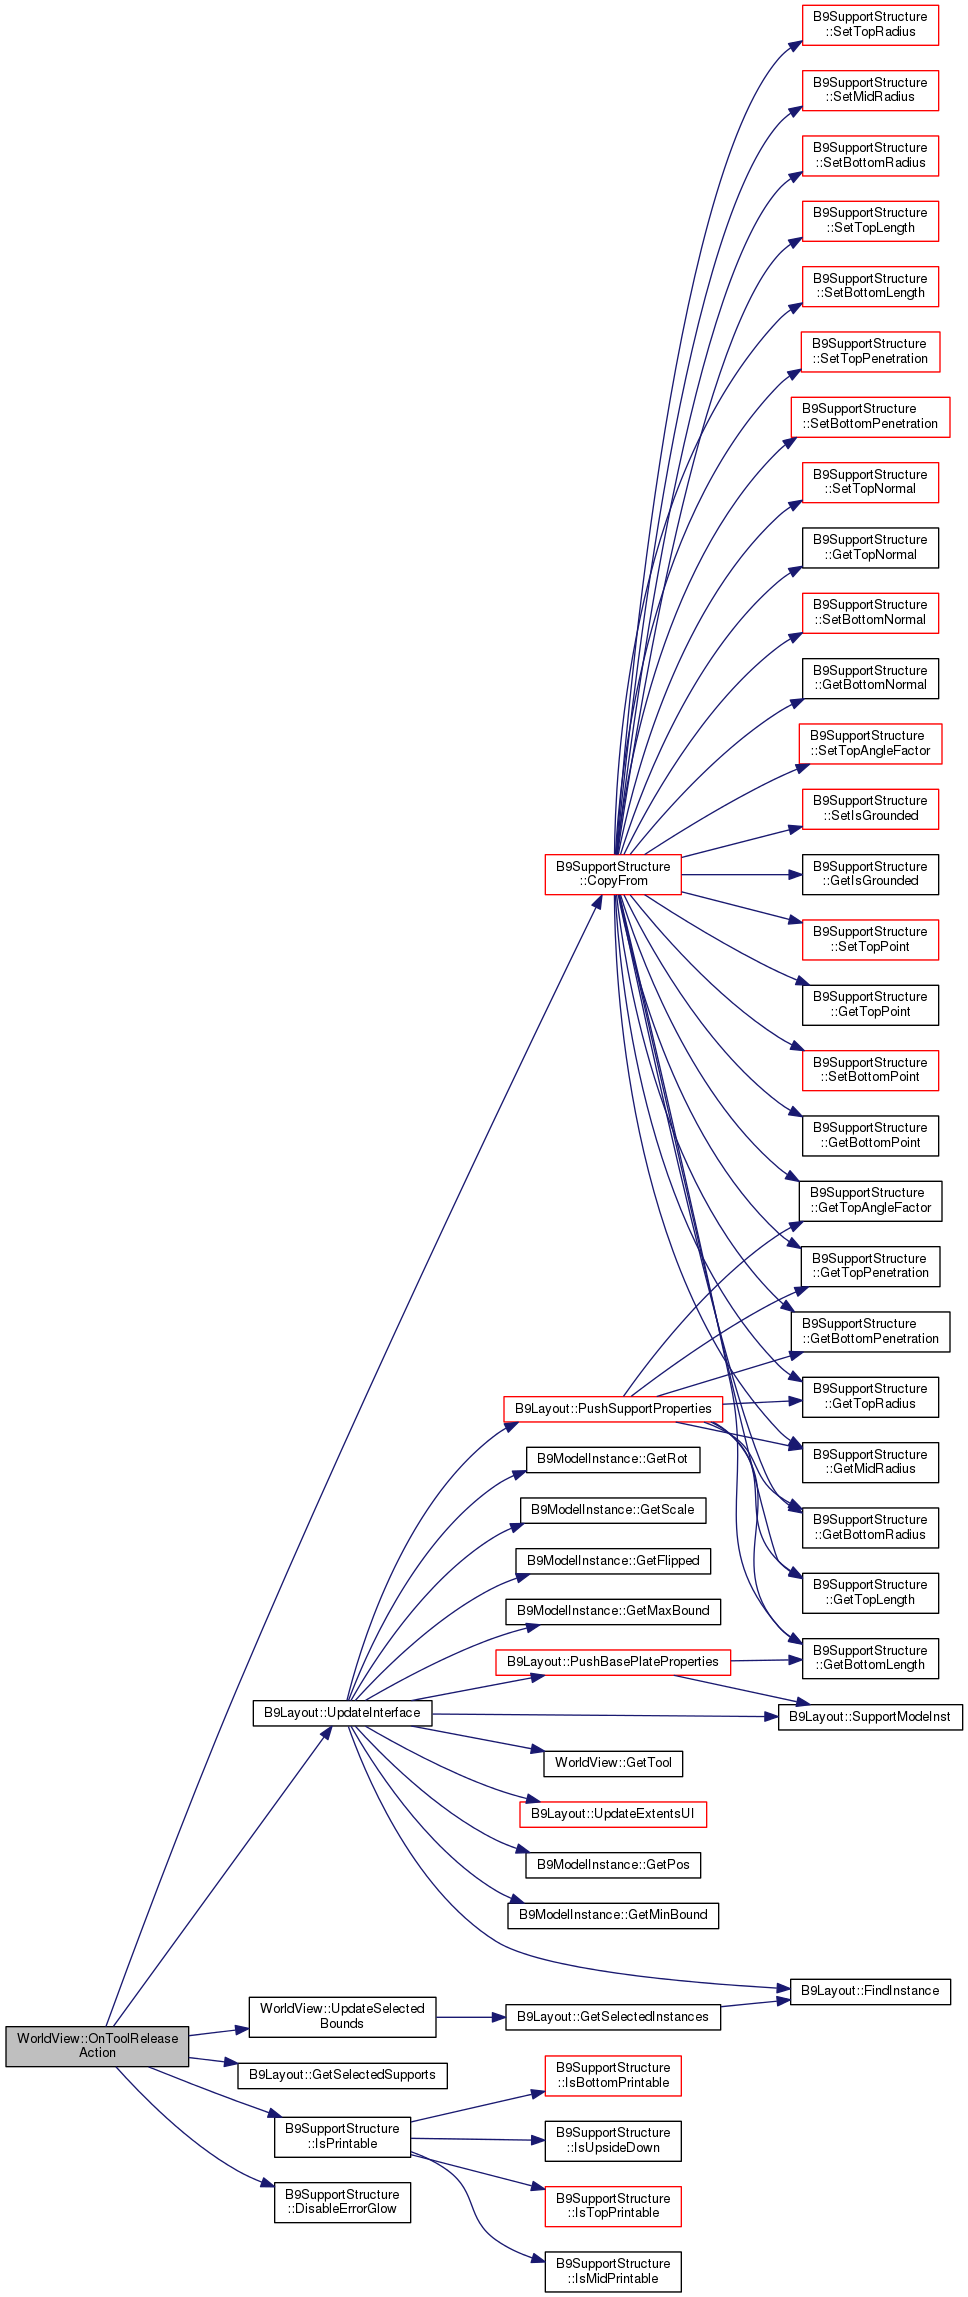 B9SupportStructure
::SetTopRadius
B9SupportStructure
::SetMidRadius
B9SupportStructure
::SetBottomRadius
B9SupportStructure
::SetTopLength
B9SupportStructure
::SetBottomLength
B9SupportStructure
::SetTopPenetration
B9SupportStructure
::SetBottomPenetration
B9SupportStructure
::SetTopNormal
B9SupportStructure
::GetTopNormal
B9SupportStructure
::SetBottomNormal
B9SupportStructure
::GetBottomNormal
B9SupportStructure
::SetTopAngleFactor
B9SupportStructure
::SetIsGrounded
B9SupportStructure
::CopyFrom
B9SupportStructure
::GetIsGrounded
B9SupportStructure
::SetTopPoint
B9SupportStructure
::GetTopPoint
B9SupportStructure
::SetBottomPoint
B9SupportStructure
::GetBottomPoint
B9SupportStructure
::GetTopAngleFactor
B9SupportStructure
::GetTopPenetration
B9SupportStructure
::GetBottomPenetration
B9SupportStructure
::GetTopRadius
B9Layout::PushSupportProperties
B9SupportStructure
::GetMidRadius
B9ModelInstance::GetRot
B9ModelInstance::GetScale
B9SupportStructure
::GetBottomRadius
B9ModelInstance::GetFlipped
B9SupportStructure
::GetTopLength
B9ModelInstance::GetMaxBound
B9SupportStructure
::GetBottomLength
B9Layout::PushBasePlateProperties
B9Layout::UpdateInterface
B9Layout::SupportModeInst
WorldView::GetTool
B9Layout::UpdateExtentsUI
B9ModelInstance::GetPos
B9ModelInstance::GetMinBound
B9Layout::FindInstance
WorldView::UpdateSelected
Bounds
B9Layout::GetSelectedInstances
WorldView::OnToolRelease
Action
B9Layout::GetSelectedSupports
B9SupportStructure
::IsBottomPrintable
B9SupportStructure
::IsPrintable
B9SupportStructure
::IsUpsideDown
B9SupportStructure
::DisableErrorGlow
B9SupportStructure
::IsTopPrintable
B9SupportStructure
::IsMidPrintable